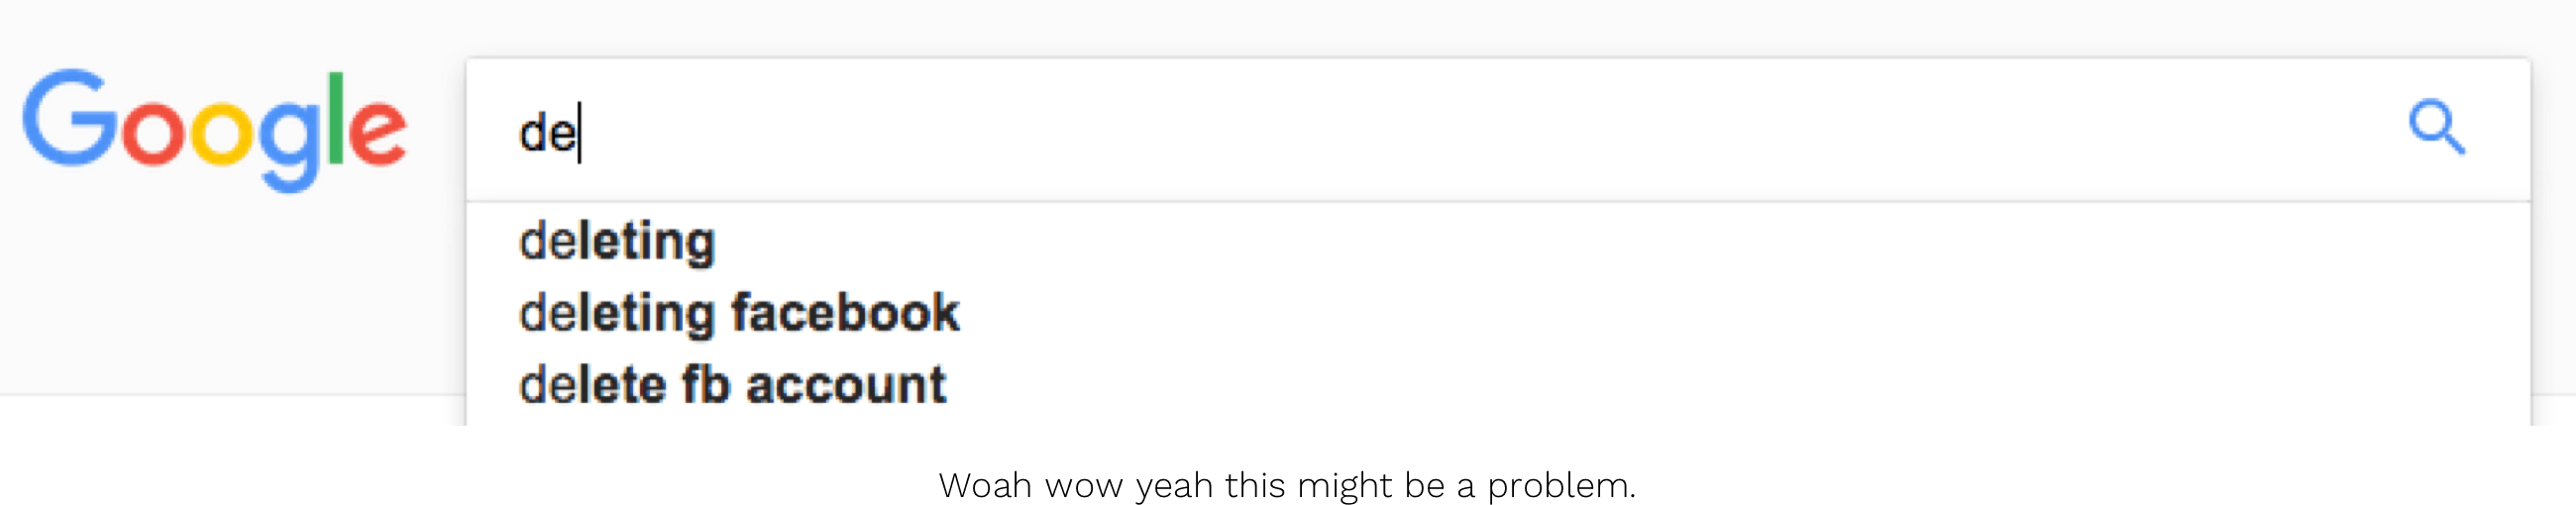 Google
de
deleting
deleting facebook
delete fb account
Woah wow yeah this might be a problem.